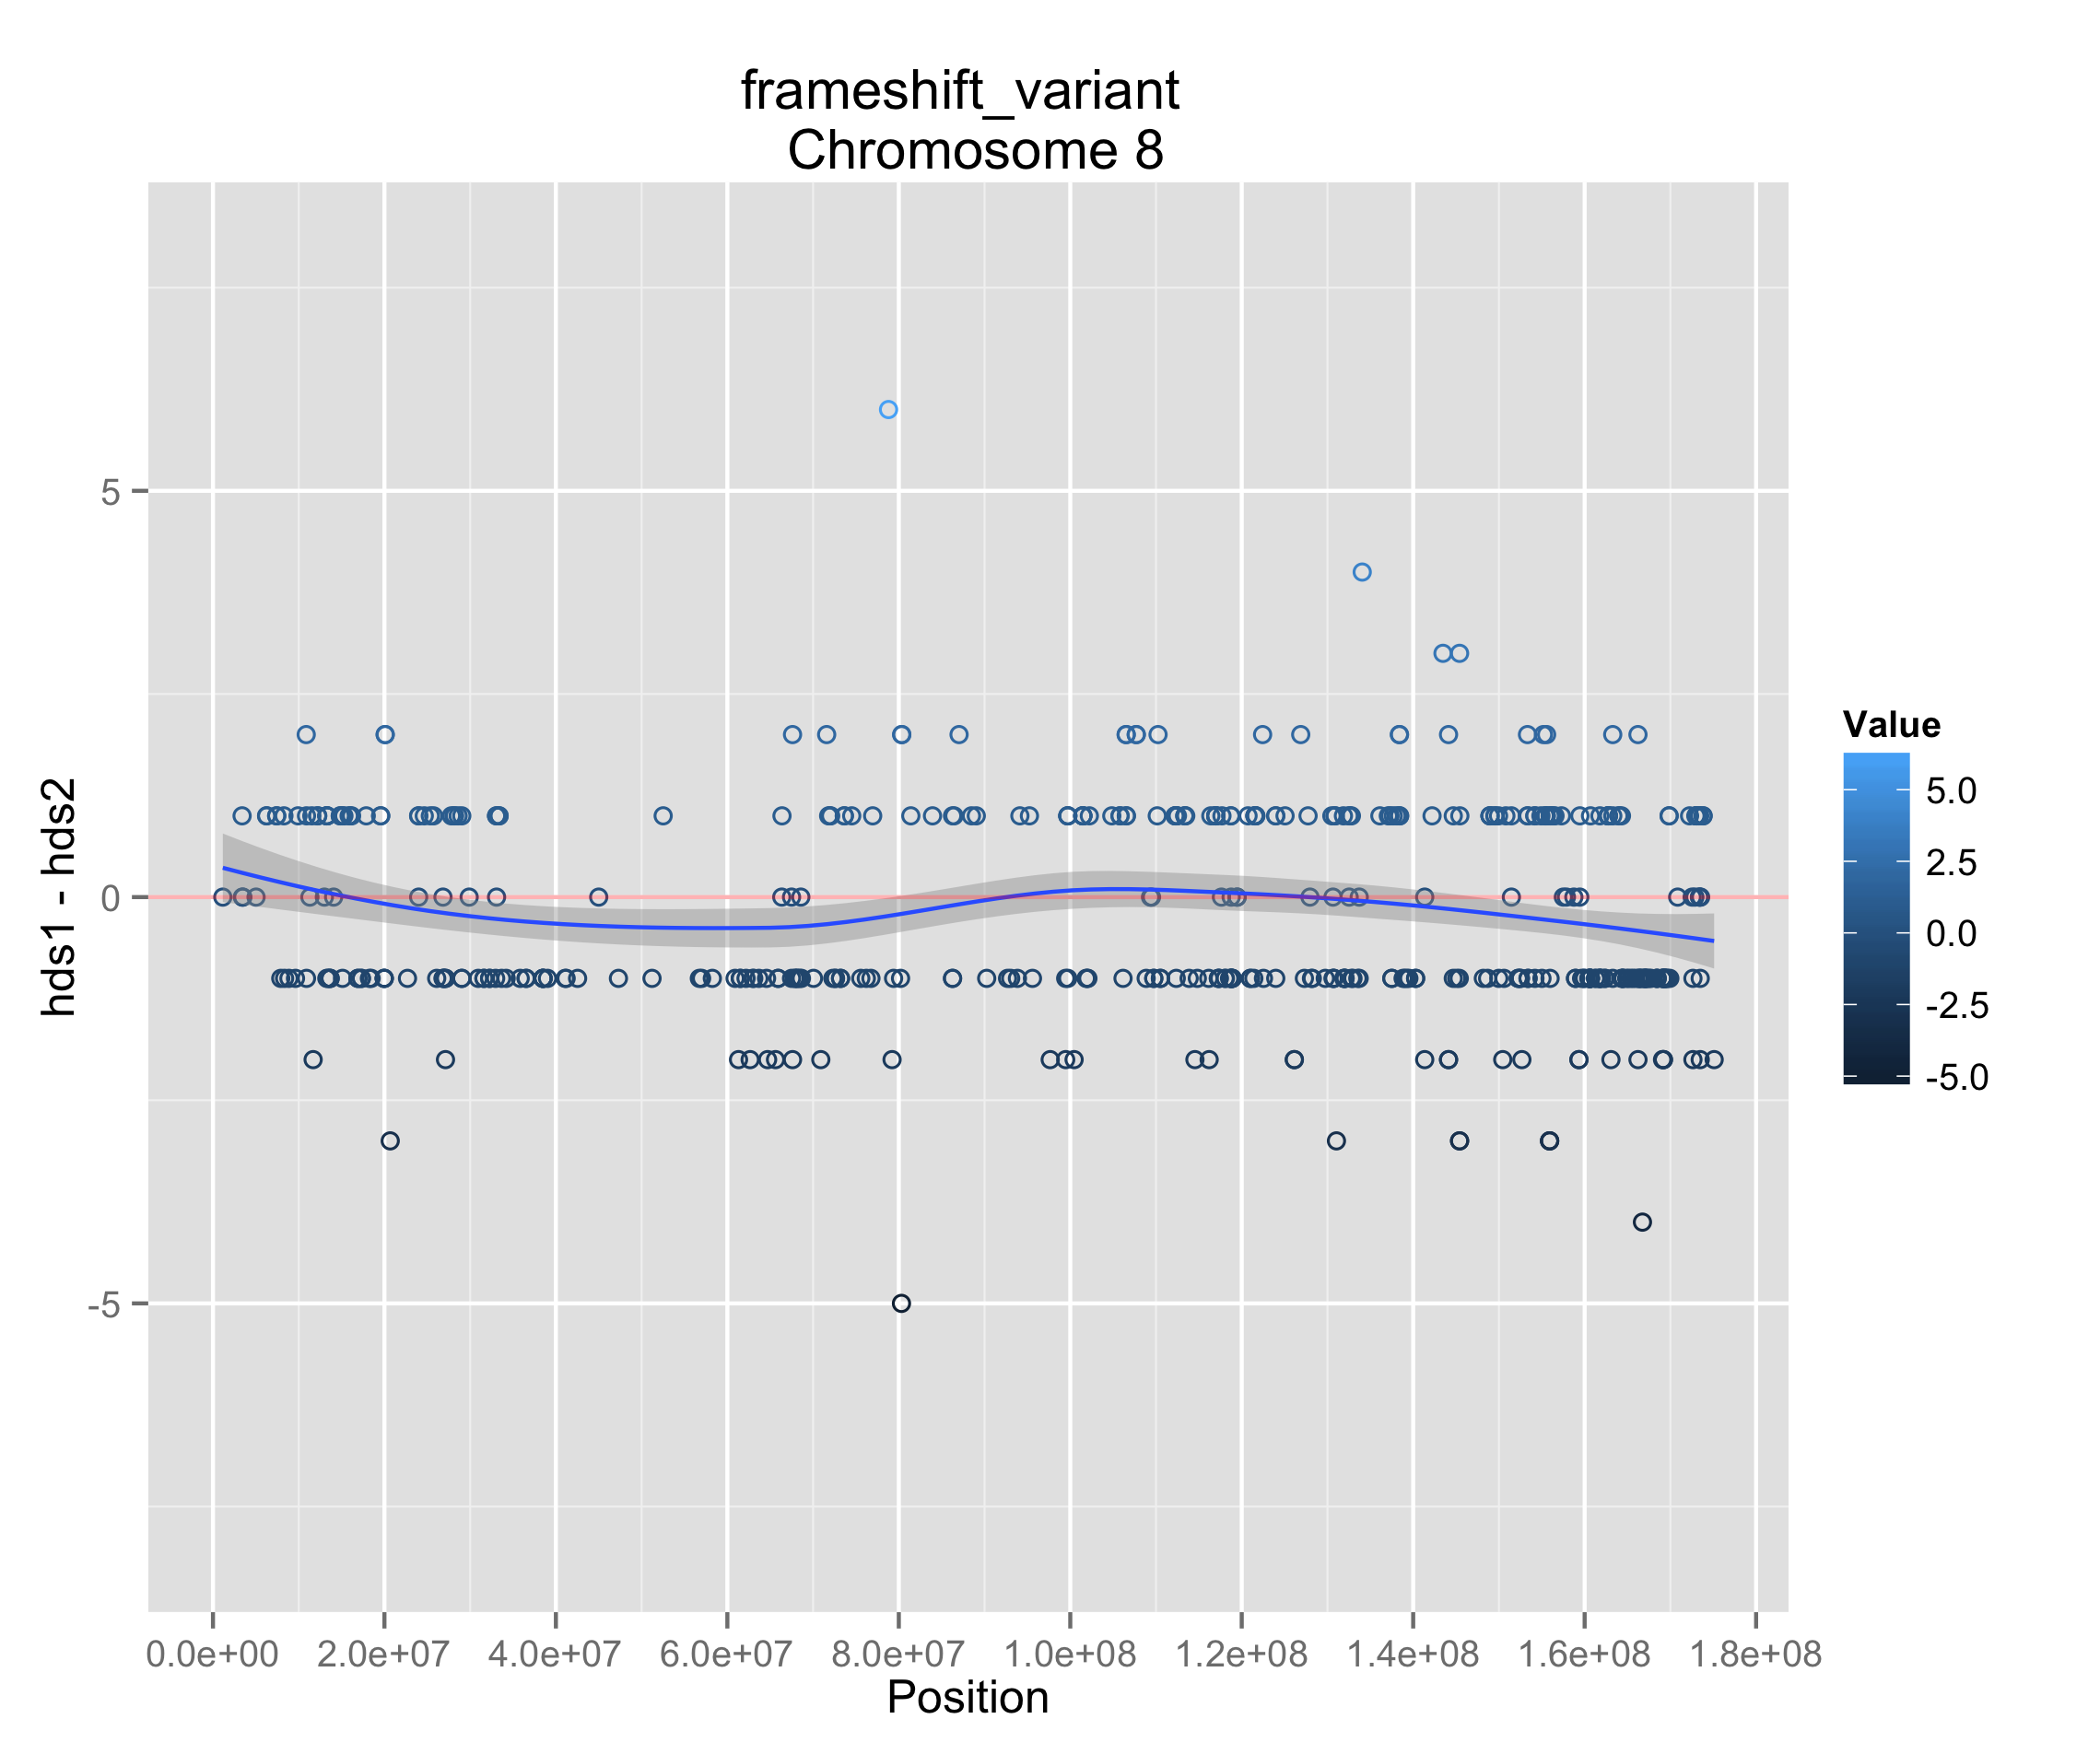 frameshift_variant
Chromosome 8
hds1 - hds2
5
0
-5
0.0e+00 2.0e+07 4.0e+07 6.0e+07 8.0e+07 1.0e+08 1.2e+08 1.4e+08 1.6e+08 1.8e+08
Position
Value
5.0
2.5
0.0
-2.5
-5.0